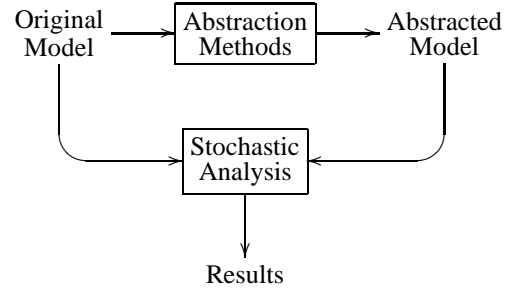 Original
Model
Abstraction
Methods
Abstracted
Model
Stochastic
Analysis
Results